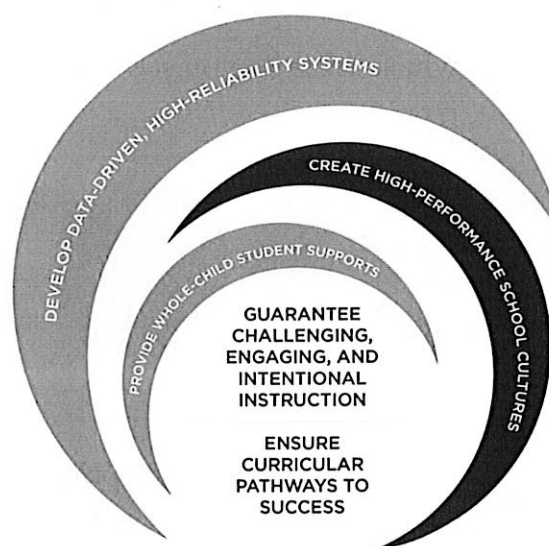 DEVELOP DATA-DRIVEN, HIGH-RELIABILITY SYSTEMS
CREATE HIGH-PERFORMANCE SCHOOL CULTURES
PROVIDE WHOLE-CHILD STUDENT SUPPORTS
GUARANTEE
CHALLENGING,
ENGAGING, AND
INTENTIONAL
INSTRUCTION
ENSURE
CURRICULAR
PATHWAYS TO
SUCCESS